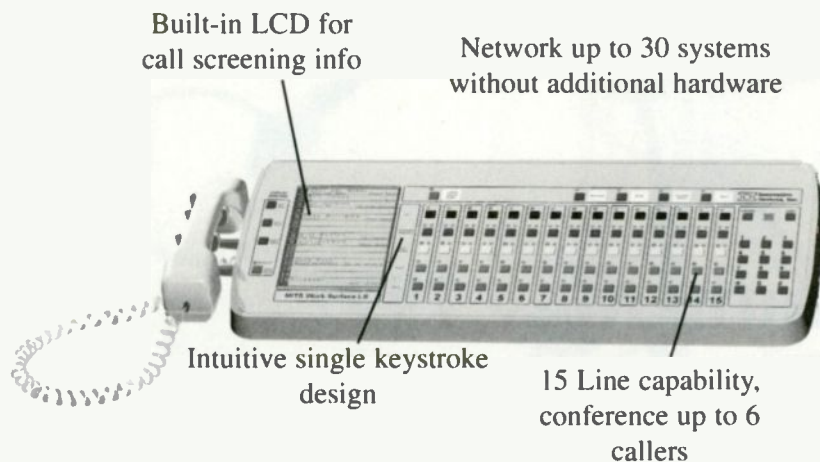 Built-in LCD for
call screening info
Network up to 30 systems
without additional hardware
1 2 3 4 5 6 7 8 9 10 11 12 13 14 15
Intuitive single keystroke
design
15 Line capability,
conference up to 6
callers